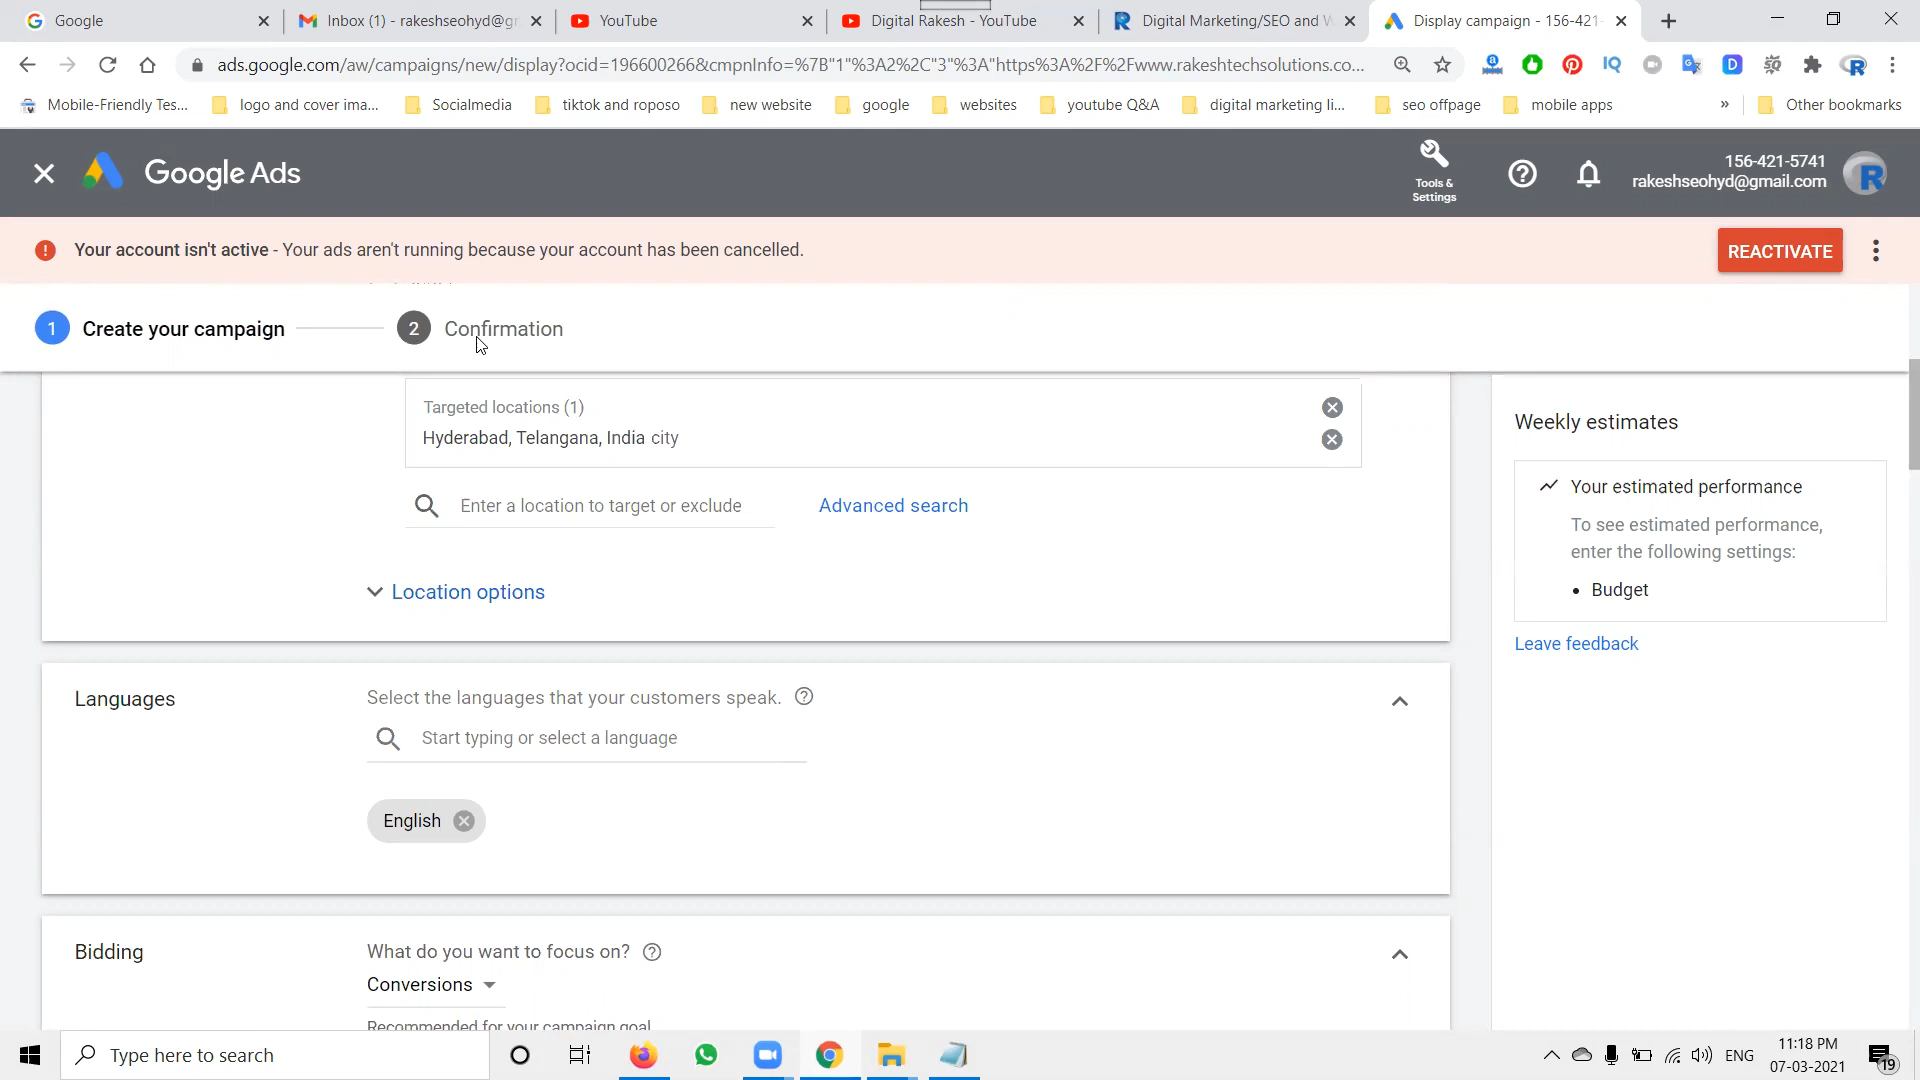 Google
Inbox (1) - rakeshseohyd@gr
YouTube
Digital Rakesh - YouTube
Digital Marketing/SEO and W
Display campaign - 156-421-
ads.google.com/aw/campaigns/new/display?ocid=196600266&cmpnInfo=%7B"1"%3A2%2C"3"%3A"https%3A%2F%2Fwww.rakeshtechsolutions.co...
Mobile-Friendly Tes...
logo and cover ima...
Socialmedia
tiktok and roposo
new website
google
websites
youtube Q&A
digital marketing li...
seo offpage
mobile apps
»
Other bookmarks
Google Ads
Tools &
Settings
156-421-5741
rakeshseohyd@gmail.com
Your account isn't active - Your ads aren't running because your account has been cancelled.
REACTIVATE
1 Create your campaign
2 Confirmation
Targeted locations (1)
Hyderabad, Telangana, India city
Enter a location to target or exclude
Advanced search
Location options
Weekly estimates
Your estimated performance
To see estimated performance,
enter the following settings:
• Budget
Leave feedback
Languages
Select the languages that your customers speak.
Start typing or select a language
English
Bidding
What do you want to focus on?
Conversions
Recommended for your campaign goal
Type here to search
ENG
11:18 PM
07-03-2021
19